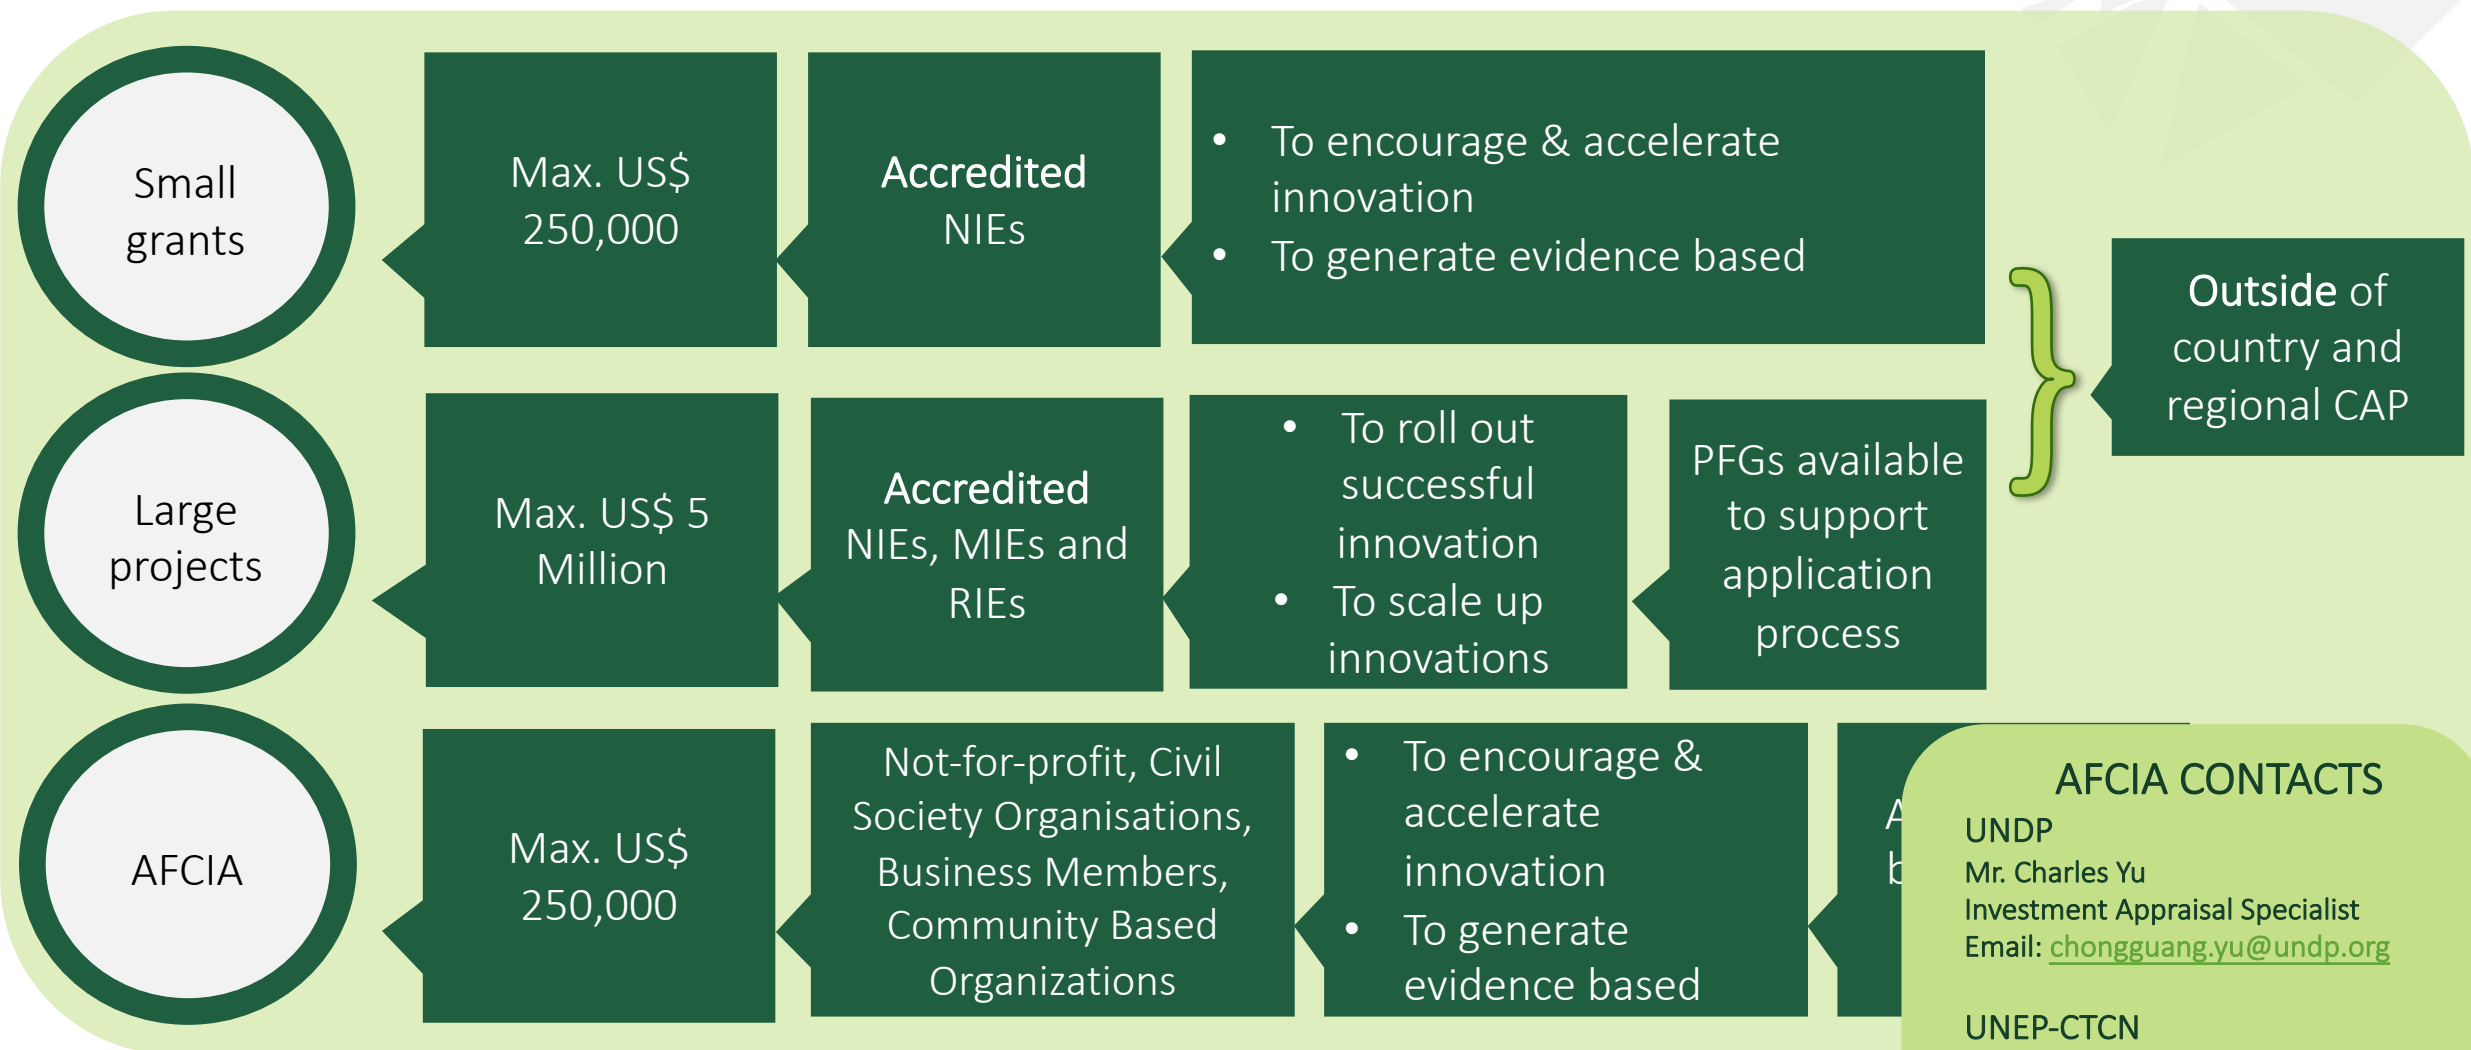 Small
grants
Max. US$
250,000
Accredited
NIEs
• To encourage & accelerate
innovation
• To generate evidence based
Outside of
country and
regional CAP
Large
projects
Max. US$ 5
Million
Accredited
NIEs, MIEs and
RIEs
• To roll out
successful
innovation
• To scale up
innovations
PFGs available
to support
application
process
AFCIA
Max. US$
250,000
Not-for-profit, Civil
Society Organisations,
Business Members,
Community Based
Organizations
• To encourage &
accelerate
innovation
• To generate
evidence based
AFCIA CONTACTS
UNDP
Mr. Charles Yu
Investment Appraisal Specialist
Email: chongguang.yu@undp.org
UNEP-CTCN